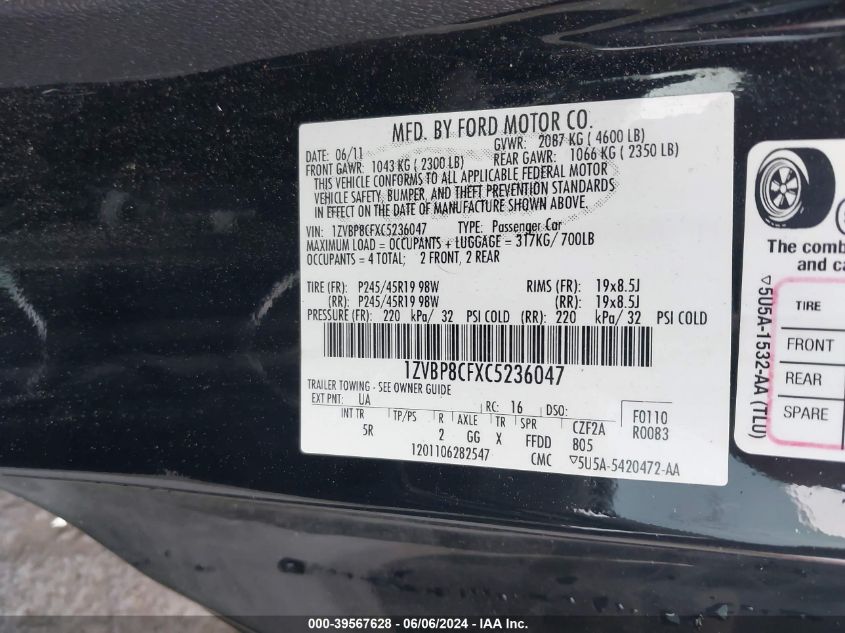 MFD. BY FORD MOTOR CO.
DATE: 06/11 GVWR: 2087 KG ( 4600 LB)
FRONT GAWR: 1043 KG ( 2300 LB) REAR GAWR: 1066 KG ( 2350 LB)
THIS VEHICLE CONFORMS TO ALL APPLICABLE FEDERAL MOTOR
VEHICLE SAFETY, BUMPER, AND THEFT PREVENTION STANDARDS
IN EFFECT ON THE DATE OF MANUFACTURE SHOWN ABOVE.
VIN: 1ZVBP8CFXC5236047 TYPE: Passenger Car
MAXIMUM LOAD = OCCUPANTS + LUGGAGE = 317KG/ 700LB
OCCUPANTS = 4 TOTAL; 2 FRONT, 2 REAR
TIRE (FR): P245/45R19 98W RIMS (FR): 19x8.5J
(RR): P245/45R19 98W (RR): 19x8.5J
PRESSURE (FR): 220 kPa/ 32 PSI COLD (RR): 220 kPa/ 32 PSI COLD
1ZVBP8CFXC5236047
TRAILER TOWING - SEE OWNER GUIDE
EXT PNT: UA RC: 16 DSO: F0110
INT TR TP/PS R AXLE TR SPR CZF2A R0083
5R 2 GG X FFDD B05
1201106282547 CMC ▽5U5A-5420472-AA
The comb
and ca
TIRE
FRONT
REAR
SPARE
▽5U5A-1532-AA (TLU)
000-39567628 - 06/06/2024 - IAA, Inc.